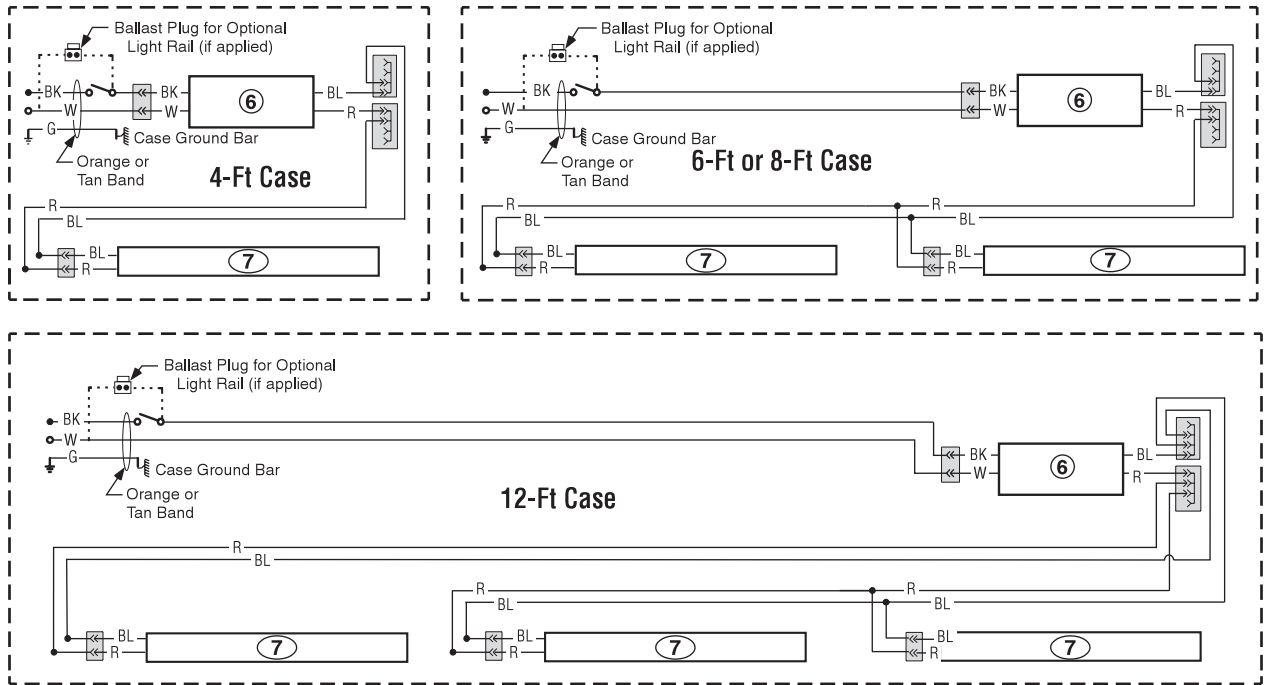 Ballast Plug for Optional
Light Rail (if applied)
BK
BK
BL
W
W
R
6
G
Case Ground Bar
Orange or
Tan Band
4-Ft Case
R
BL
BL
R
7
Ballast Plug for Optional
Light Rail (if applied)
BK
BK
BL
W
W
R
6
G
Case Ground Bar
Orange or
Tan Band
6-Ft or 8-Ft Case
R
R
BL
BL
BL
R
7
BL
R
7
Ballast Plug for Optional
Light Rail (if applied)
BK
W
G
Case Ground Bar
Orange or
Tan Band
BK
W
6
BL
R
12-Ft Case
R
BL
R
R
BL
BL
BL
R
7
BL
R
7
BL
R
7